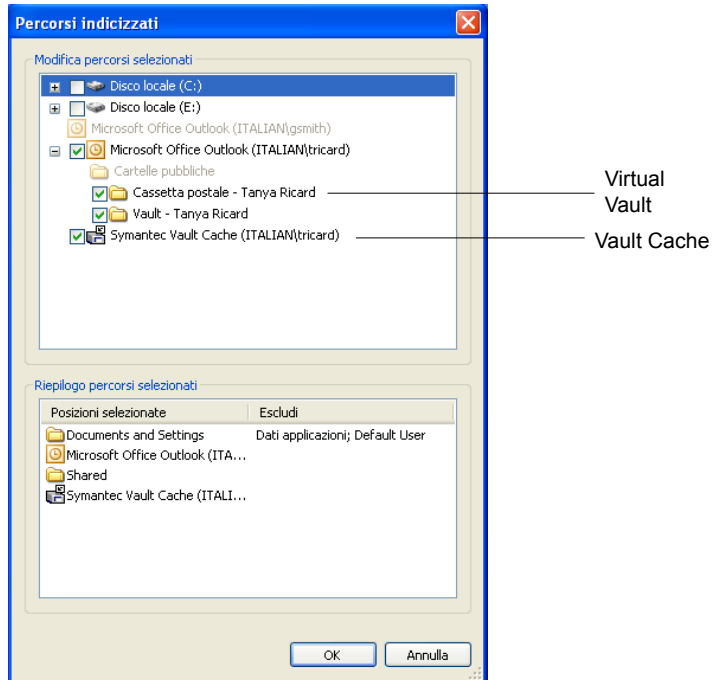 Percorsi indicizzati
Modifica percorsi selezionati
Disco locale (C:)
Disco locale (E:)
Microsoft Office Outlook (ITALIAN\gsmith)
Microsoft Office Outlook (ITALIAN\tricard)
Cartelle pubbliche
Cassetta postale - Tanya Ricard
Vault - Tanya Ricard
Symantec Vault Cache (ITALIAN\tricard)
Virtual
Vault
Vault Cache
Riepilogo percorsi selezionati
Posizioni selezionate Escludi
Documents and Settings Dati applicazioni; Default User
Microsoft Office Outlook (ITA...
Shared
Symantec Vault Cache (ITALI...
OK Annulla